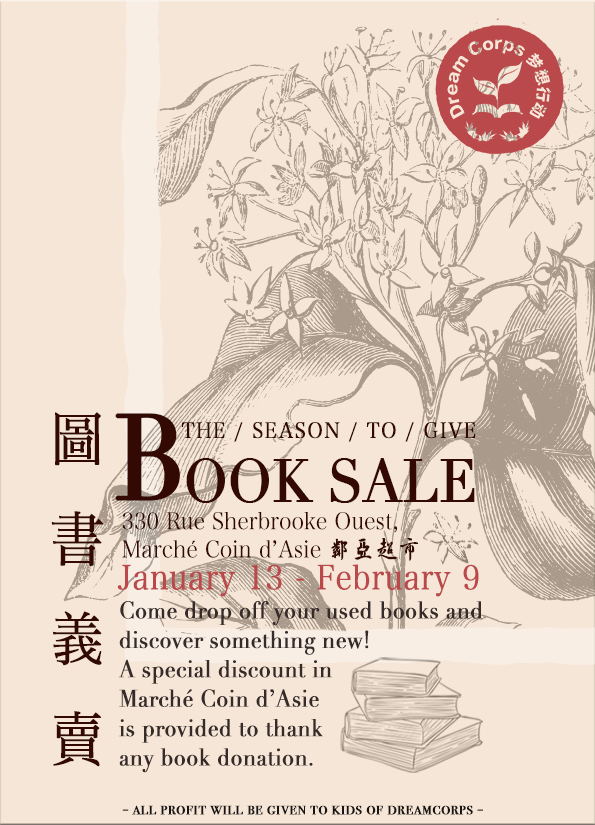 Dream Corps 梦想行动
THE / SEASON / TO / GIVE
BOOK SALE
圖書義賣
330 Rue Sherbrooke Ouest,
Marché Coin d’Asie 鄰亞超市
January 13 - February 9
Come drop off your used books and
discover something new!
A special discount in
Marché Coin d’Asie
is provided to thank
any book donation.
– ALL PROFIT WILL BE GIVEN TO KIDS OF DREAMCORPS –